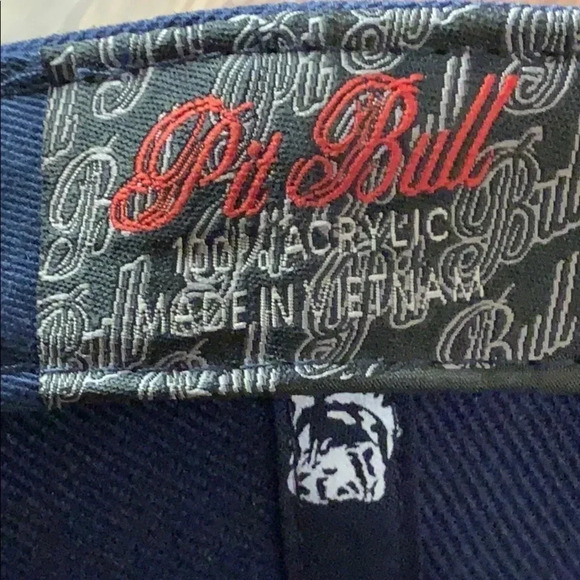 Pit Bull
100% ACRYLIC
MADE IN VIETNAM